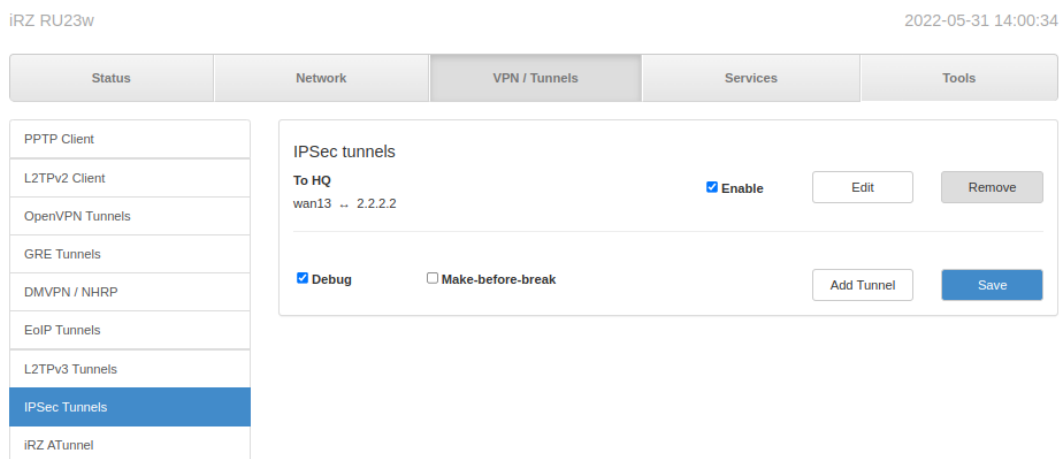 iRZ RU23w 2022-05-31 14:00:34
Status Network VPN / Tunnels Services Tools
PPTP Client
L2TPv2 Client
OpenVPN Tunnels
GRE Tunnels
DMVPN / NHRP
EoIP Tunnels
L2TPv3 Tunnels
IPSec Tunnels
iRZ ATunnel
IPSec tunnels
To HQ
wan13 ↔ 2.2.2.2
Enable Edit Remove
Debug Make-before-break Add Tunnel Save